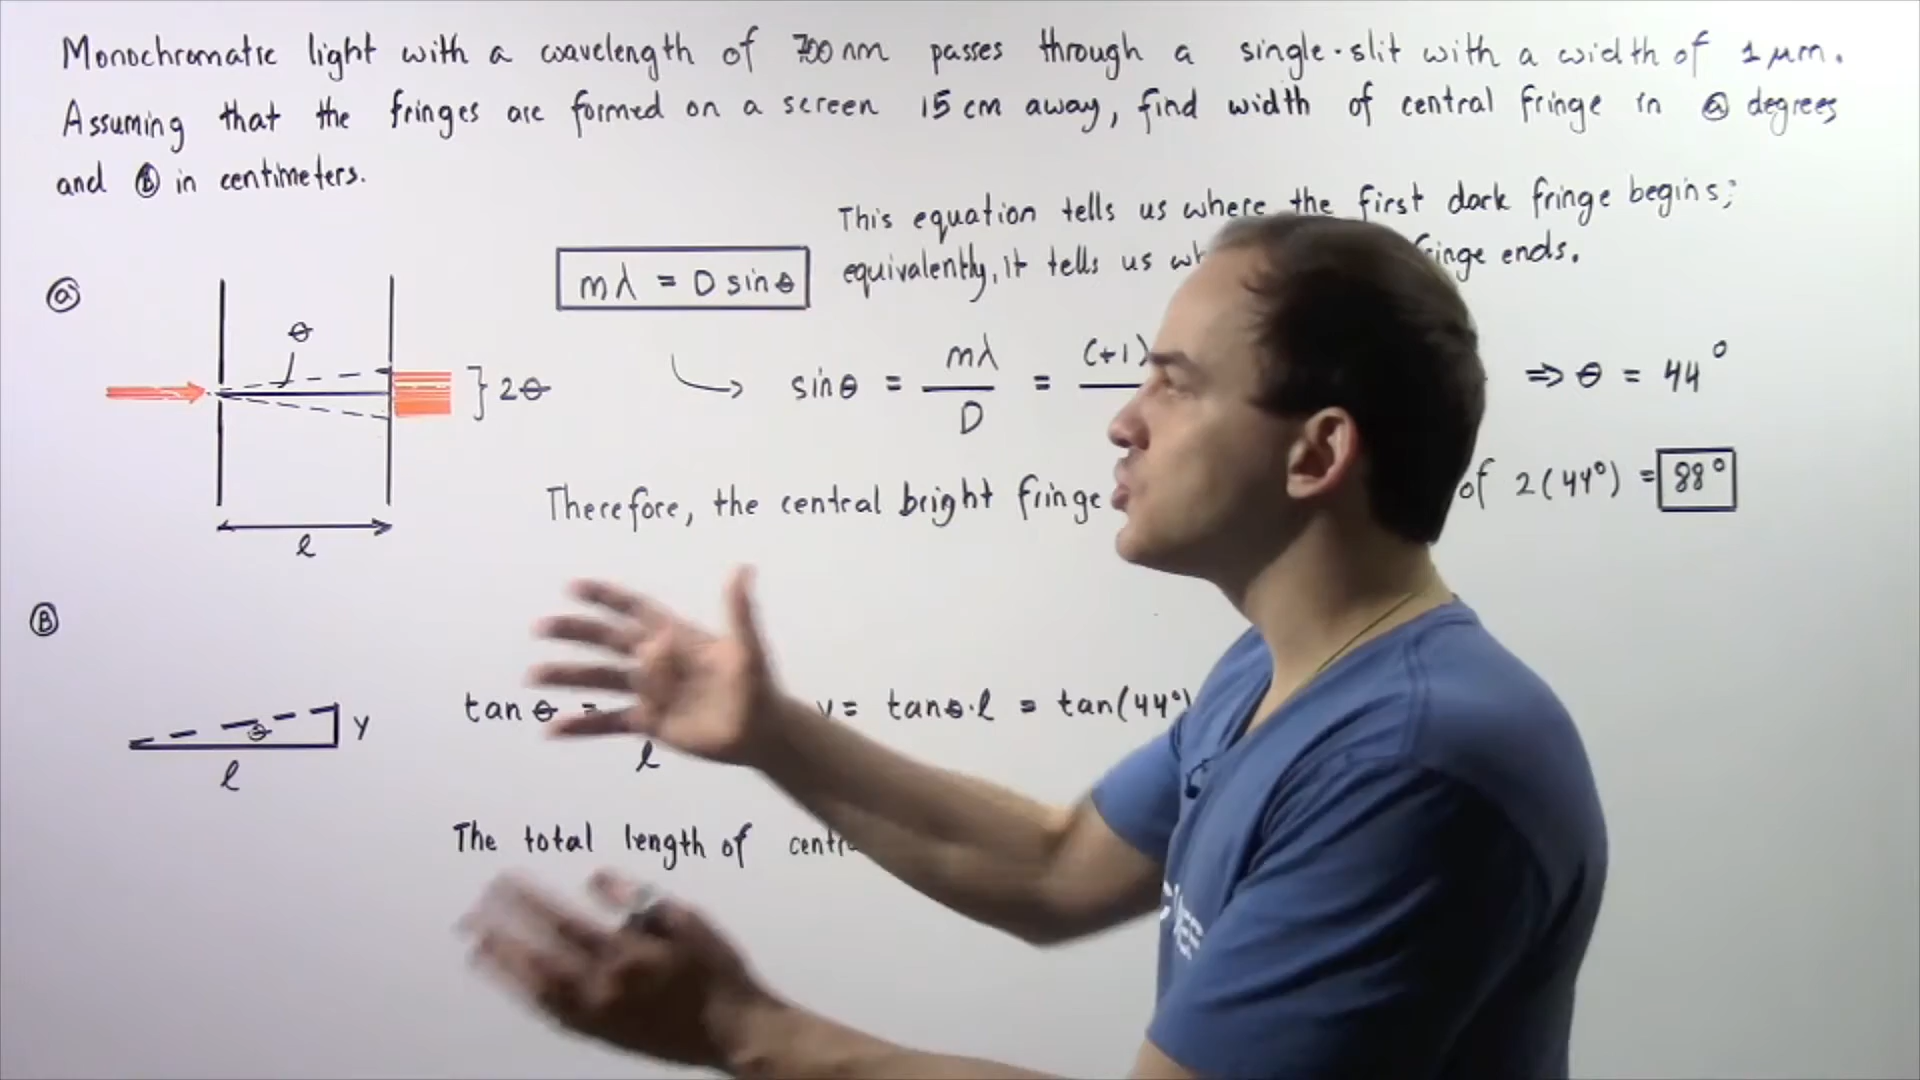 Monochromatic light with a wavelength of 700 nm passes through a single-slit with a width of 1 μm.
Assuming that the fringes are formed on a screen 15 cm away, find width of central fringe in ⓐ degrees
and Ⓑ in centimeters.
This equation tells us where the first dark fringe begins;
equivalently, it tells us fringe ends.
ⓐ
mλ = D sinθ
θ
} 2θ
l
sinθ = mλ / D = (+1) ⇒ θ = 44°
Therefore, the central bright fringe of 2(44°) = 88°
Ⓑ
θ
y
l
tan θ = l y = tanθ·l = tan(44°)
The total length of